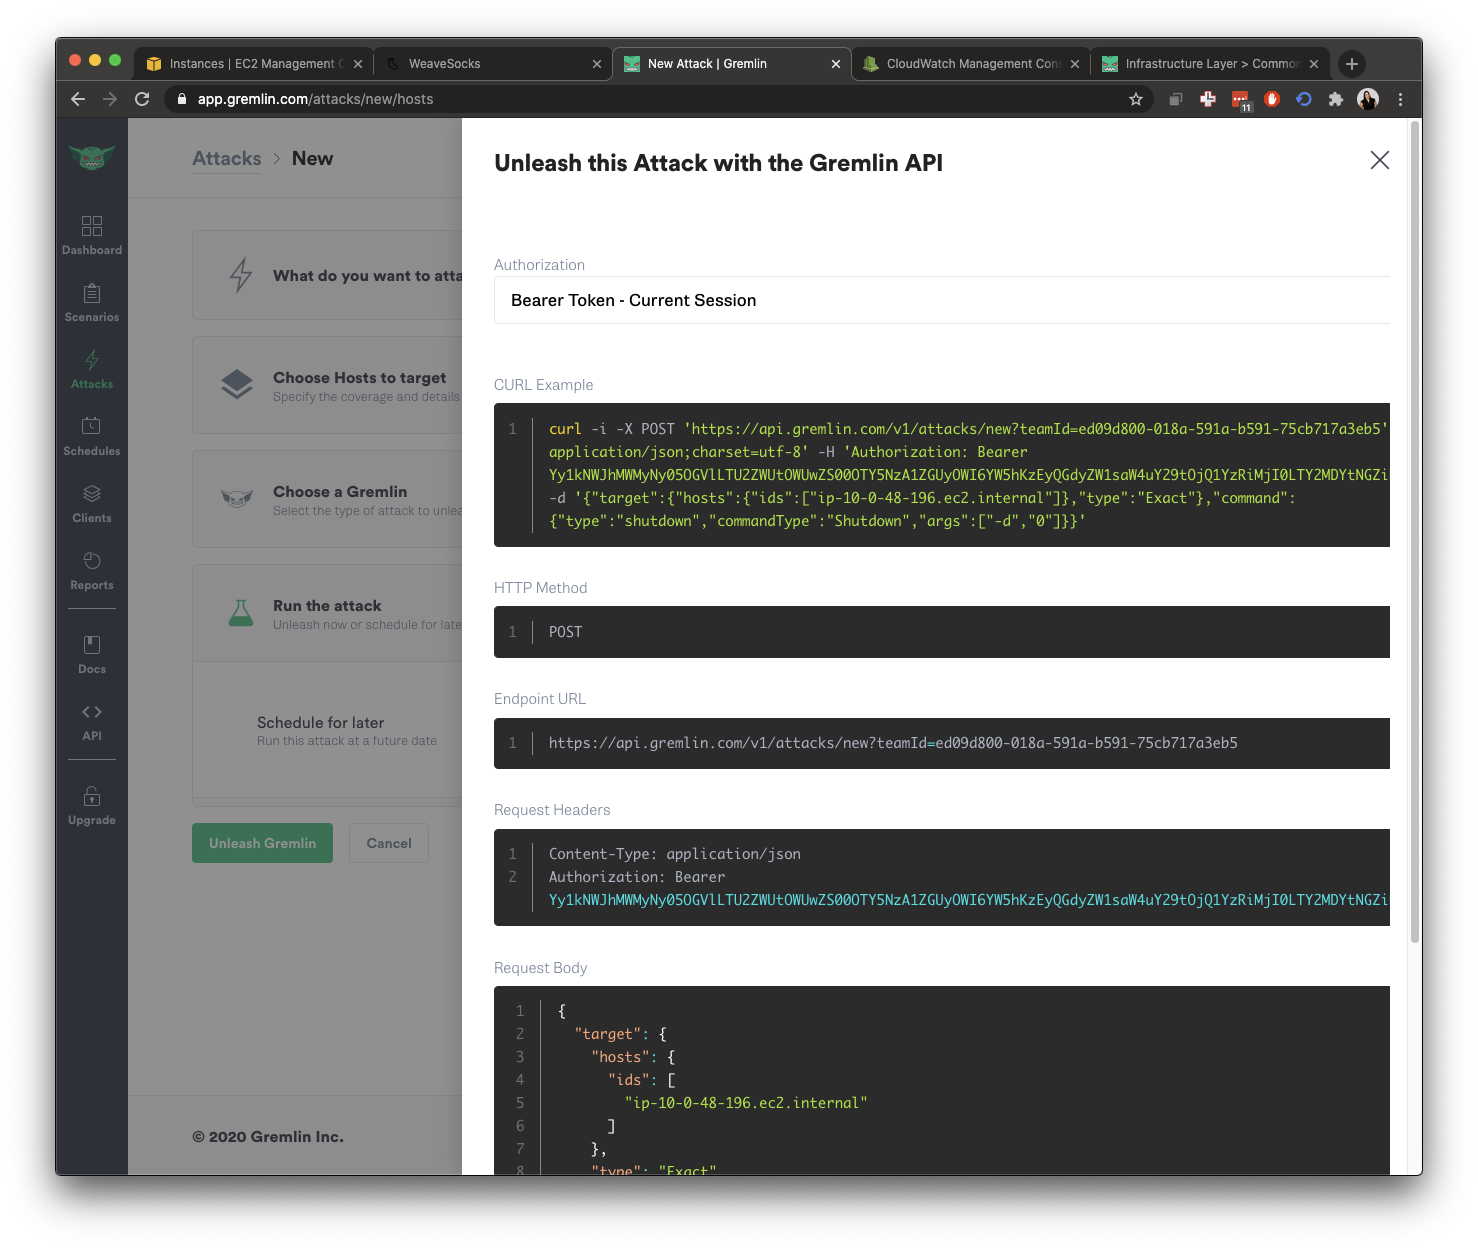 Instances | EC2 Management C
WeaveSocks
New Attack | Gremlin
CloudWatch Management Con
Infrastructure Layer > Common
app.gremlin.com/attacks/new/hosts
11
Attacks > New
Unleash this Attack with the Gremlin API
Dashboard
Scenarios
Attacks
Schedules
Clients
Reports
Docs
API
Upgrade
What do you want to atta
Choose Hosts to target
Specify the coverage and details
Choose a Gremlin
Select the type of attack to unlea
Run the attack
Unleash now or schedule for late
Schedule for later
Run this attack at a future date
Unleash Gremlin
Cancel
© 2020 Gremlin Inc.
Authorization
Bearer Token - Current Session
CURL Example
1 curl -i -X POST 'https://api.gremlin.com/v1/attacks/new?teamId=ed09d800-018a-591a-b591-75cb717a3eb5'
application/json;charset=utf-8' -H 'Authorization: Bearer
-d '{"target":{"hosts":{"ids":["ip-10-0-48-196.ec2.internal"]},"type":"Exact"},"command":
{"type":"shutdown","commandType":"Shutdown","args":["-d","0"]}}'
HTTP Method
1 POST
Endpoint URL
1 https://api.gremlin.com/v1/attacks/new?teamId=ed09d800-018a-591a-b591-75cb717a3eb5
Request Headers
1 Content-Type: application/json
2 Authorization: Bearer
Request Body
1 {
2 "target": {
3 "hosts": {
4 "ids": [
5 "ip-10-0-48-196.ec2.internal"
6 ]
7 },
8 "type": "Exact"